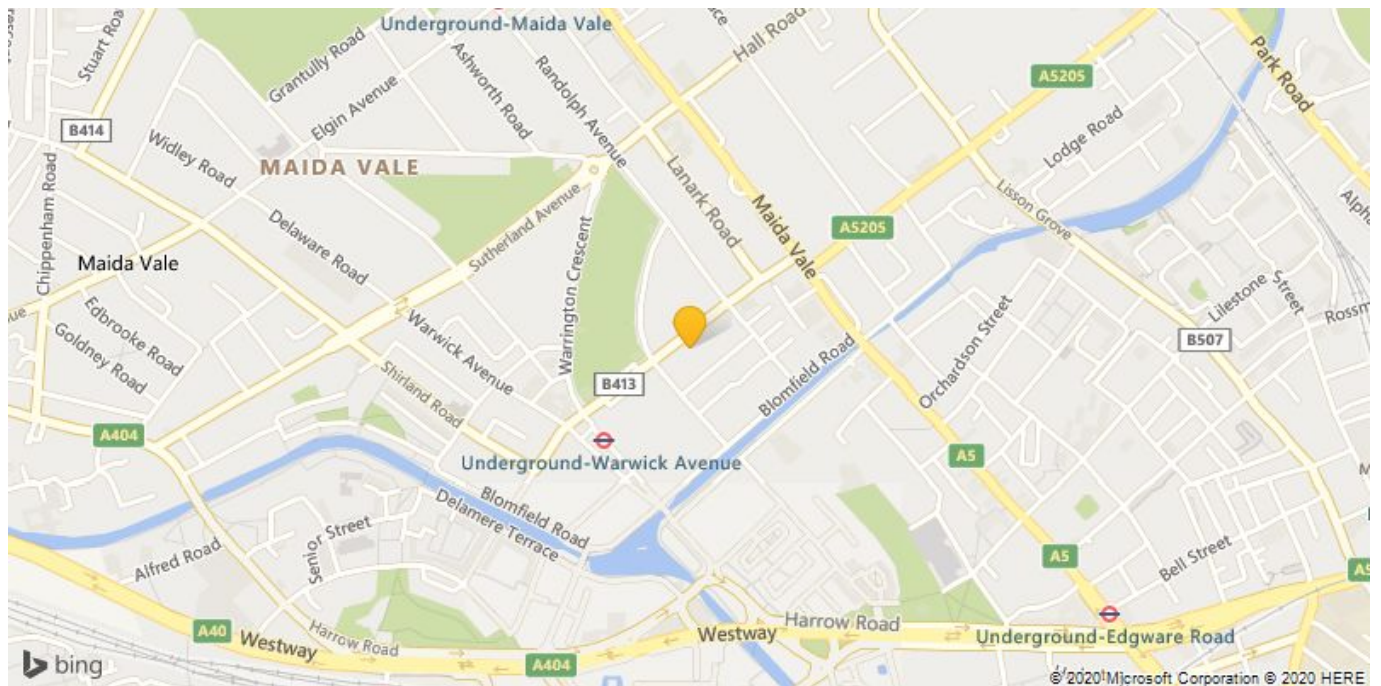 Underground-Maida Vale
Hall Road
Park Road
Stuart Roa
Grantully Road
Ashworth Road
Randolph Avenue
A5205
B414
Elgin Avenue
Lodge Road
Widley Road
MAIDA VALE
Lanark Road
Lisson Grove
Alpha
Chippenham Road
Delaware Road
Sutherland Avenue
Warrington Crescent
Maida Vale
A5205
Maida Vale
Lilestone
Street
Rossm
Edbrooke Road
Goldney Road
Warwick Avenue
Orchardson Street
B507
Shirland Road
B413
Blomfield Road
A404
Underground-Warwick Avenue
A5
Blomfield Road
Delamere Terrace
Senior Street
Alfred Road
A5
Bell Street
A5
A40
Westway
Harrow Road
Westway
Harrow Road
Underground-Edgware Road
A404
bing
© 2020 Microsoft Corporation © 2020 HERE